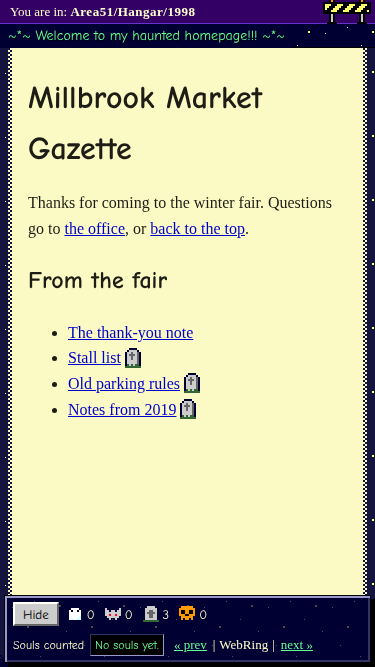 You are in: Area51/Hangar/1998
~*~ Welcome to my haunted homepage!!! ~*~
Millbrook Market
Gazette
Thanks for coming to the winter fair. Questions
go to the office, or back to the top.
From the fair
The thank-you note
Stall list
Old parking rules
Notes from 2019
Hide 0 0 3 0
Souls counted No souls yet. « prev | WebRing | next »